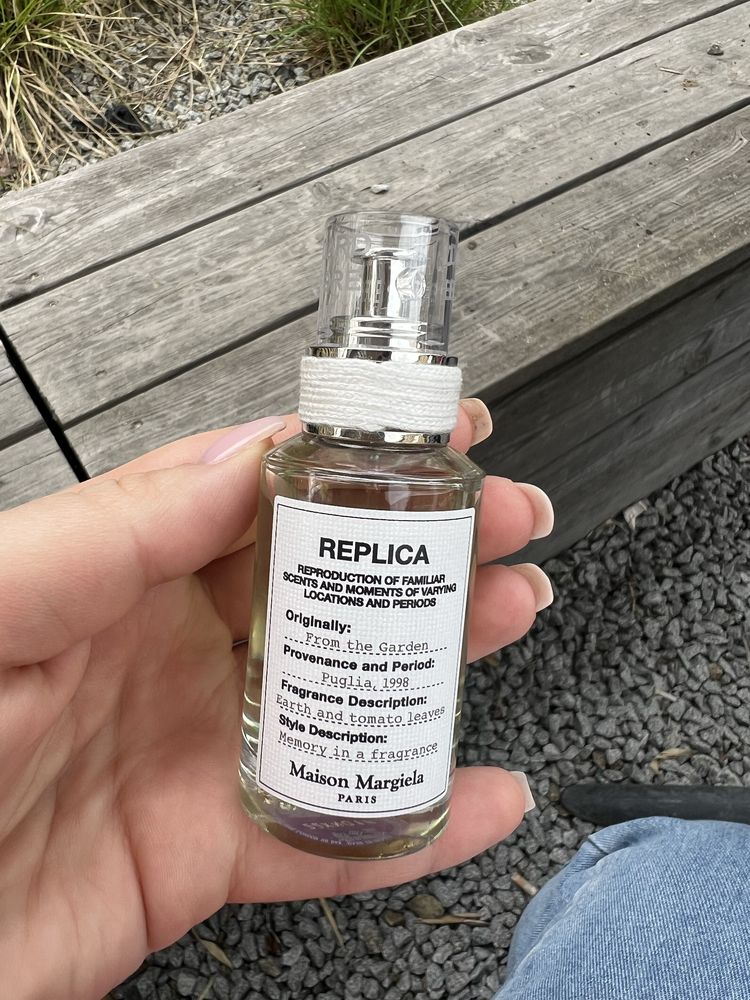 REPLICA
REPRODUCTION OF FAMILIAR
SCENTS AND MOMENTS OF VARYING
LOCATIONS AND PERIODS
Originally:
From the Garden
Provenance and Period:
Puglia, 1998
Fragrance Description:
Earth and tomato leaves
Style Description:
Memory in a fragrance
Maison Margiela
PARIS